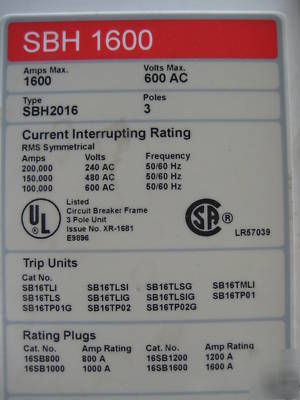 SBH 1600
Amps Max. Volts Max.
1600 600 AC
Type Poles
SBH2016 3
Current Interrupting Rating
RMS Symmetrical
Amps Volts Frequency
200,000 240 AC 50/60 Hz
150,000 480 AC 50/60 Hz
100,000 600 AC 50/60 Hz
UL
Listed
Circuit Breaker Frame
3 Pole Unit
Issue No. XR-1681
E9896
SA
LR57039
Trip Units
Cat No.
SB16TLI SB16TLSI SB16TLSG SB16TMLI
SB16TLS SB16TLIG SB16TLSIG SB16TP01
SB16TP01G SB16TP02 SB16TP02G
Rating Plugs
Cat. No. Amp Rating Cat. No. Amp Rating
16SB800 800 A 16SB1200 1200 A
16SB1000 1000 A 16SB1600 1600 A